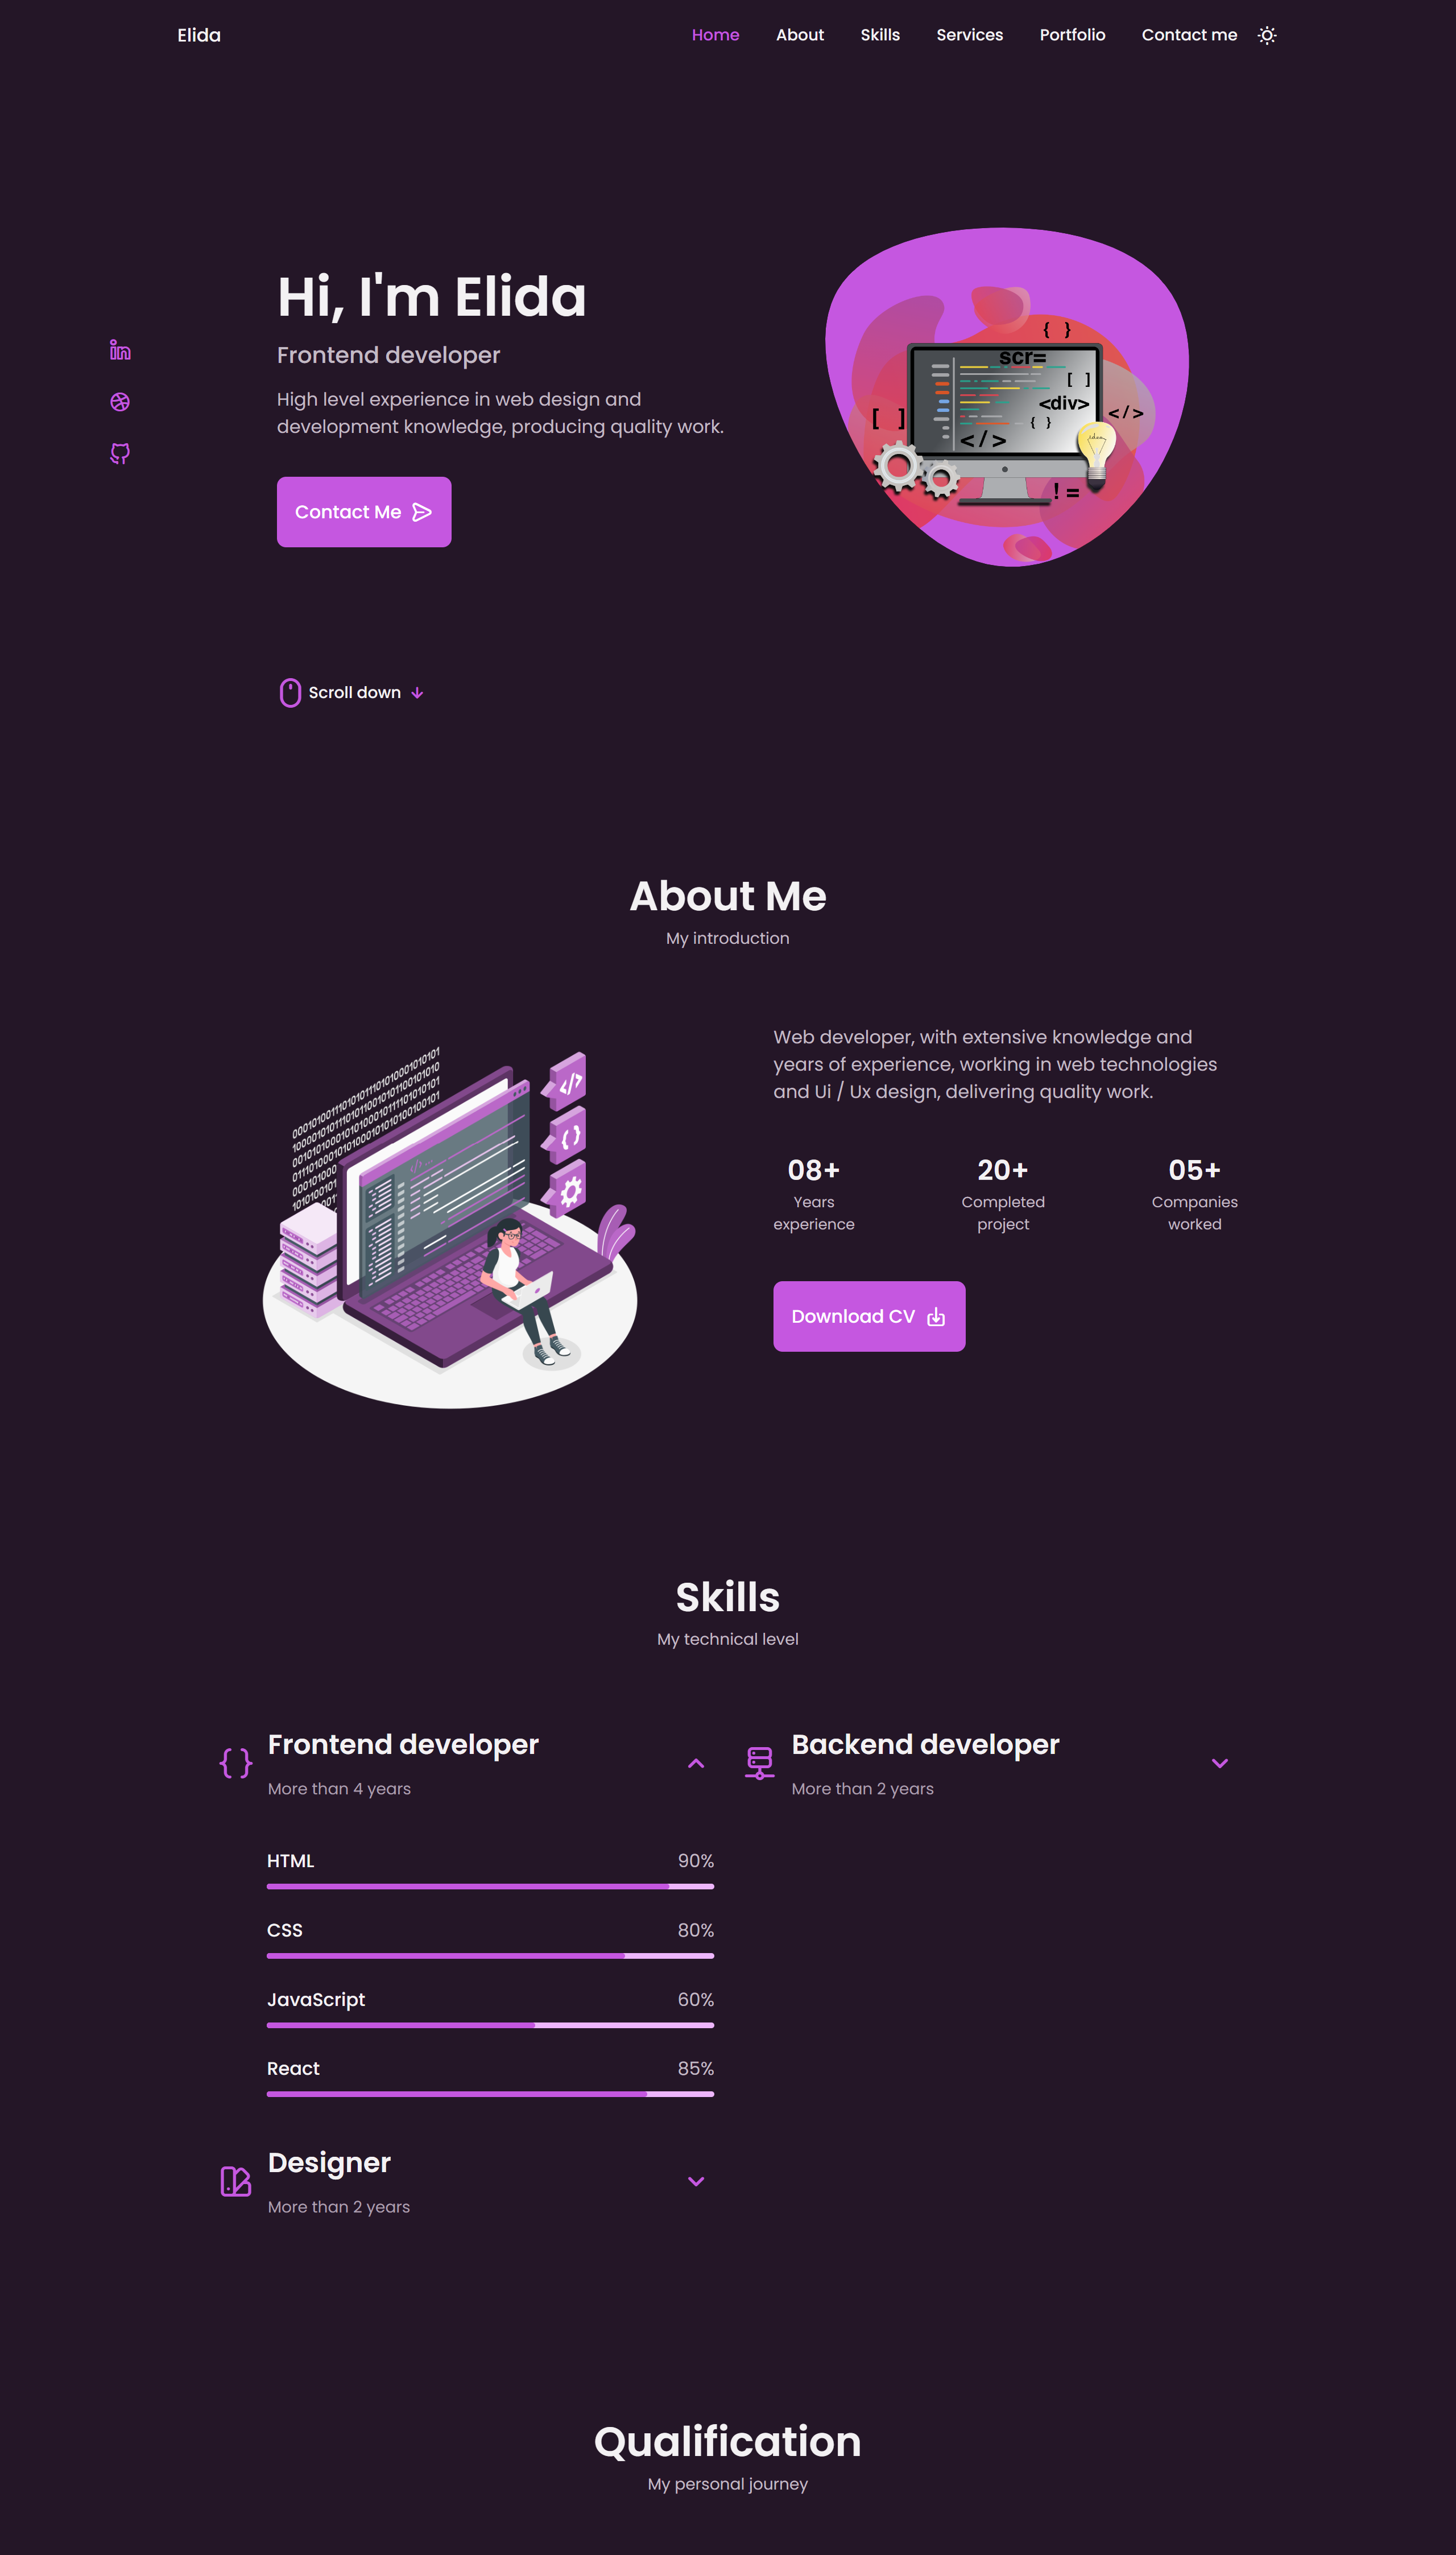 Elida
Home
About
Skills
Services
Portfolio
Contact me
Hi, I'm Elida
Frontend developer
High level experience in web design and
development knowledge, producing quality work.
Contact Me
{ }
scr=
[ ]
<div>
</>
[ ]
{ }
</>
idea
! =
Scroll down
About Me
My introduction
</>
{ }
Web developer, with extensive knowledge and
years of experience, working in web technologies
and Ui / Ux design, delivering quality work.
08+
Years
experience
20+
Completed
project
05+
Companies
worked
Download CV
Skills
My technical level
{ }
Frontend developer
More than 4 years
HTML
90%
CSS
80%
JavaScript
60%
React
85%
Backend developer
More than 2 years
Designer
More than 2 years
Qualification
My personal journey